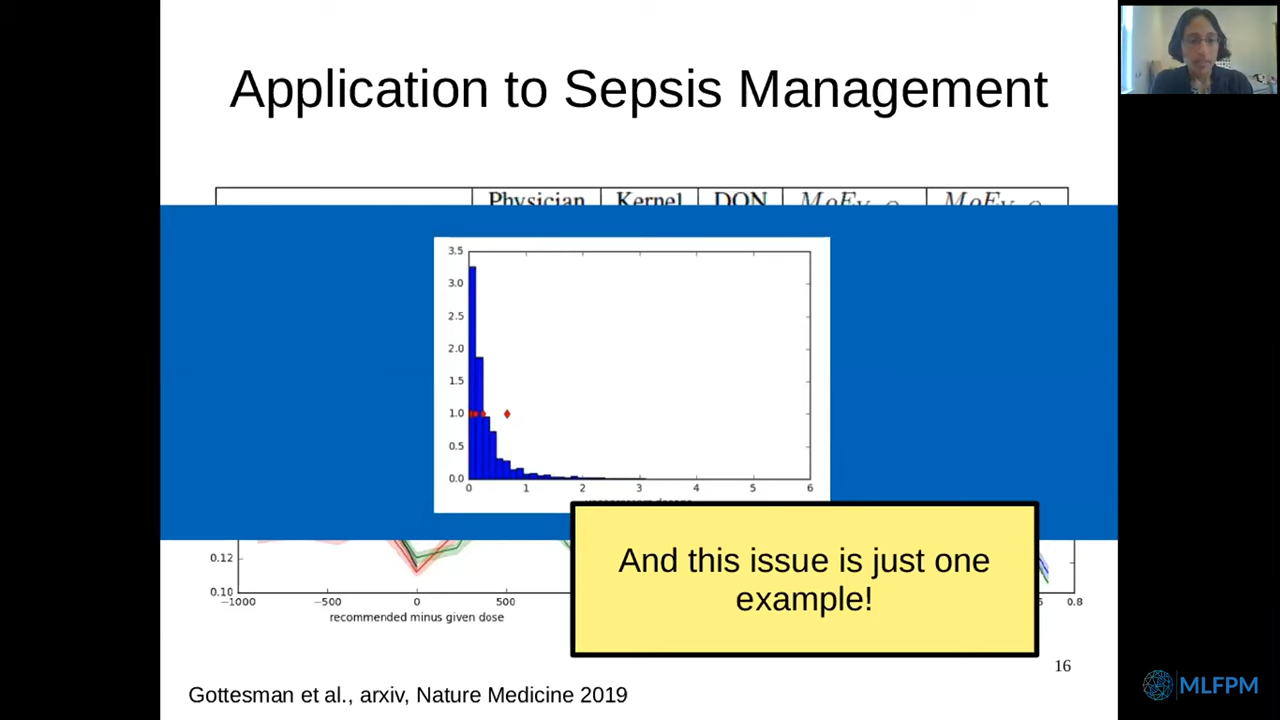 Application to Sepsis Management
Physician Kernel DQN
3.5
3.0
2.5
2.0
1.5
1.0
0.5
0.0
0 1 2 3 4 5 6
And this issue is just one
example!
0.12
0.10
−1000 −500 0 500 0.8
recommended minus given dose
16
Gottesman et al., arxiv, Nature Medicine 2019
MLFPM